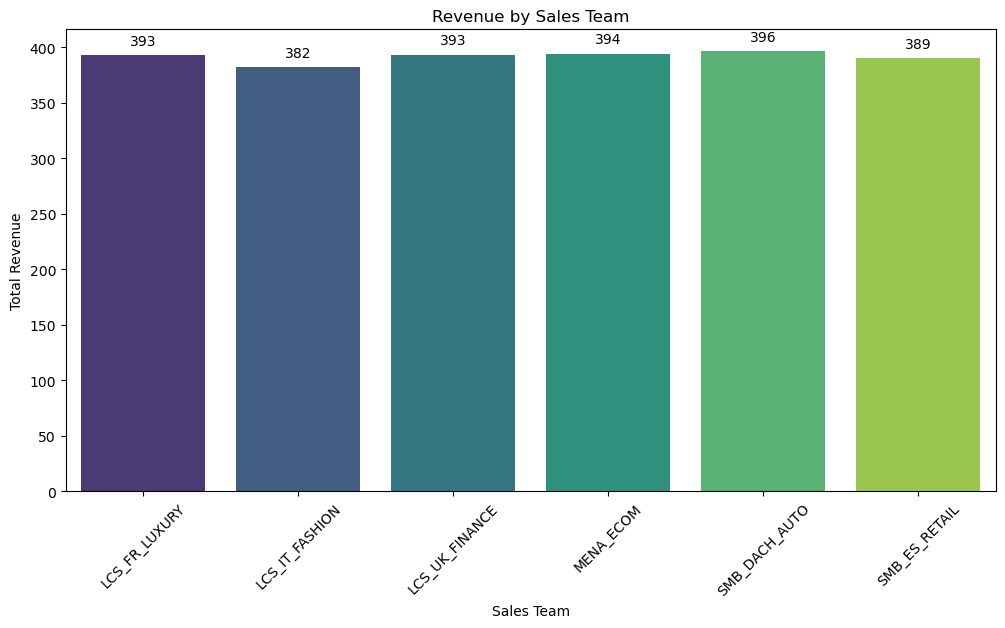 Revenue by Sales Team
393
382
393
394
396
389
Total Revenue
400
350
300
250
200
150
100
50
0
LCS_FR_LUXURY
LCS_IT_FASHION
LCS_UK_FINANCE
MENA_ECOM
SMB_DACH_AUTO
SMB_ES_RETAIL
Sales Team